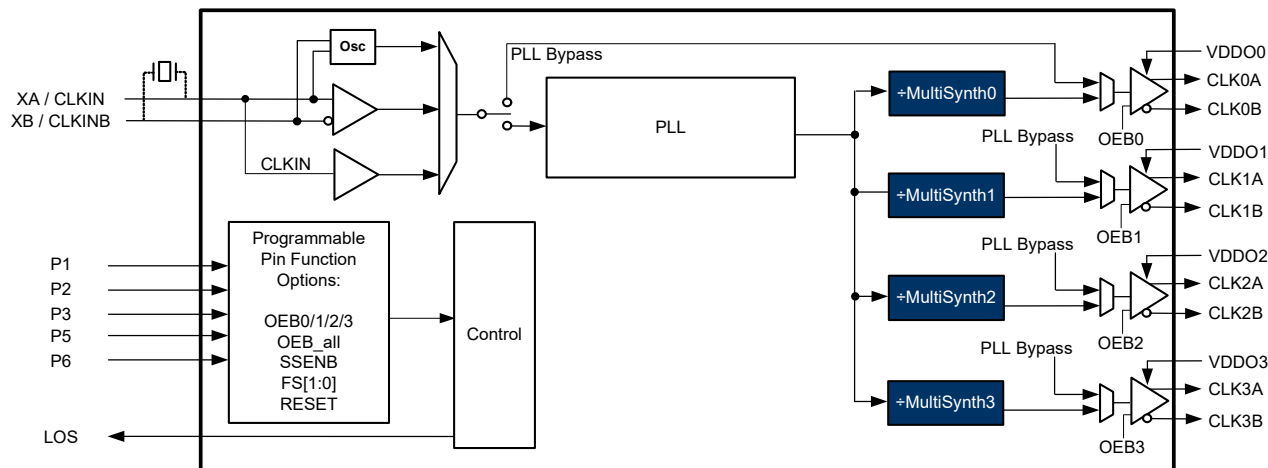 Osc
PLL Bypass
XA / CLKIN
XB / CLKINB
CLKIN
PLL
÷MultiSynth0
VDDO0
CLK0A
CLK0B
OEB0
PLL Bypass
÷MultiSynth1
VDDO1
CLK1A
CLK1B
OEB1
PLL Bypass
÷MultiSynth2
VDDO2
CLK2A
CLK2B
OEB2
PLL Bypass
÷MultiSynth3
VDDO3
CLK3A
CLK3B
OEB3
P1
P2
P3
P5
P6
Programmable
Pin Function
Options:
OEB0/1/2/3
OEB_all
SSENB
FS[1:0]
RESET
Control
LOS